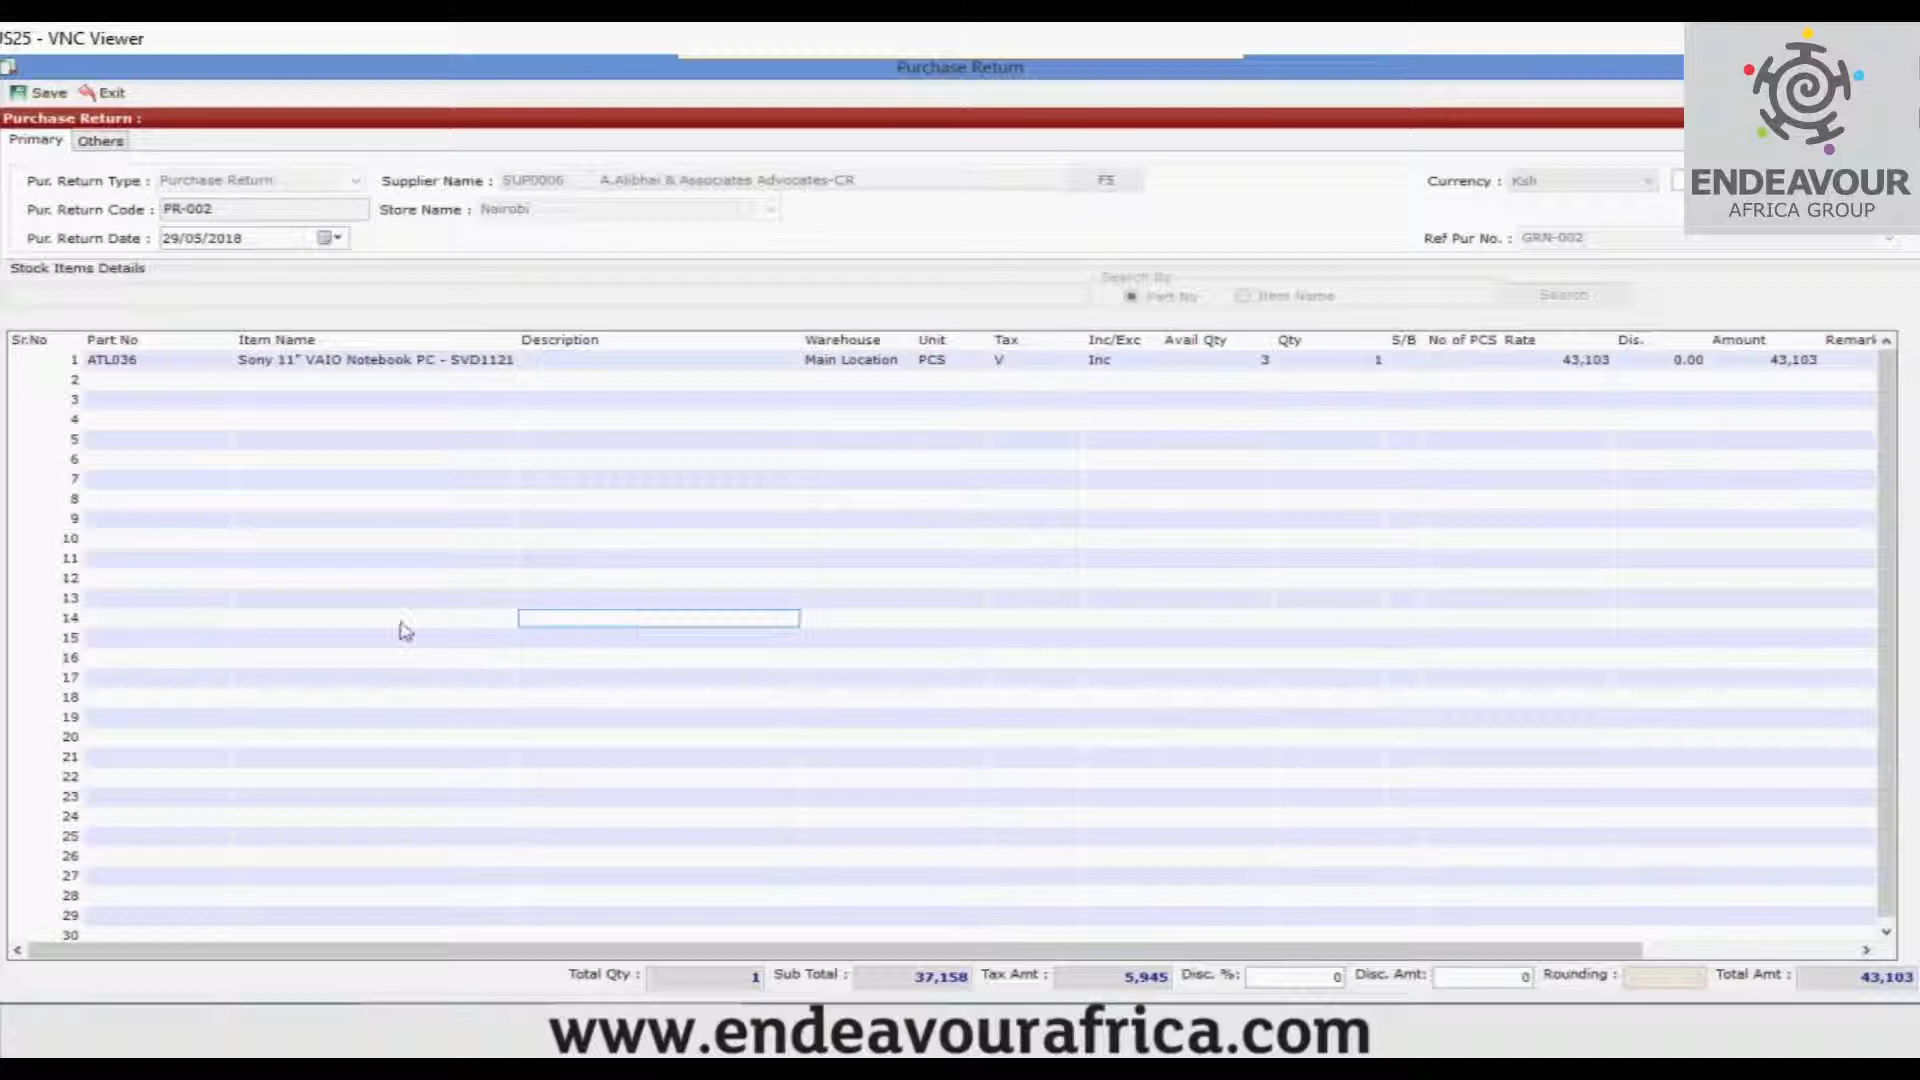 JS25 - VNC Viewer
Purchase Return
Save Exit
Purchase Return :
Primary Others
ENDEAVOUR
AFRICA GROUP
Pur. Return Type : Purchase Return Supplier Name : SUP0006 A.Alibhai & Associates Advocates-CR F5 Currency : Ksh
Pur. Return Code : PR-002 Store Name : Nairobi
Pur. Return Date : 29/05/2018 Ref Pur No. : GRN-002
Stock Items Details
Search By
Part No Item Name Search
Sr.No Part No Item Name Description Warehouse Unit Tax Inc/Exc Avail Qty Qty S/B No of PCS Rate Dis. Amount Remark
1 ATL036 Sony 11" VAIO Notebook PC - SVD1121 Main Location PCS V Inc 3 1 43,103 0.00 43,103
2
3
4
5
6
7
8
9
10
11
12
13
14
15
16
17
18
19
20
21
22
23
24
25
26
27
28
29
30
Total Qty : 1 Sub Total : 37,158 Tax Amt : 5,945 Disc. %: 0 Disc. Amt: 0 Rounding : Total Amt : 43,103
www.endeavourafrica.com